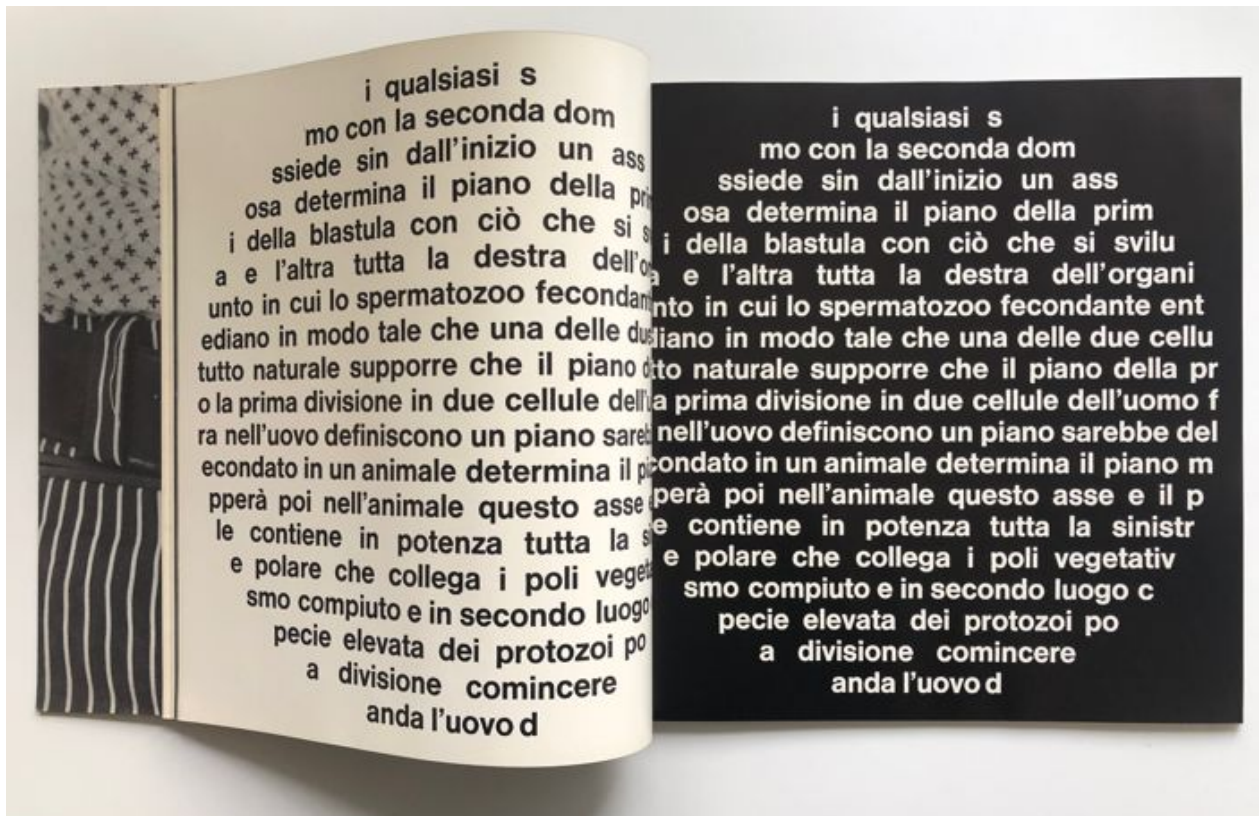 i qualsiasi s
mo con la seconda dom
ssiede sin dall'inizio un ass
osa determina il piano della pri
i della blastula con ciò che si s
a e l'altra tutta la destra dell'o
unto in cui lo spermatozoo fecondan
ediano in modo tale che una delle du
tutto naturale supporre che il piano d
o la prima divisione in due cellule dell'
ra nell'uovo definiscono un piano sareb
econdato in un animale determina il pi
pperà poi nell'animale questo asse
le contiene in potenza tutta la s
e polare che collega i poli veget
smo compiuto e in secondo luogo
pecie elevata dei protozoi po
a divisione comincere
anda l'uovo d
i qualsiasi s
mo con la seconda dom
ssiede sin dall'inizio un ass
osa determina il piano della prim
i della blastula con ciò che si svilu
a e l'altra tutta la destra dell'organi
nto in cui lo spermatozoo fecondante ent
diano in modo tale che una delle due cellu
tto naturale supporre che il piano della pr
a prima divisione in due cellule dell'uomo f
nell'uovo definiscono un piano sarebbe del
condato in un animale determina il piano m
perà poi nell'animale questo asse e il p
e contiene in potenza tutta la sinistr
e polare che collega i poli vegetativ
smo compiuto e in secondo luogo c
pecie elevata dei protozoi po
a divisione comincere
anda l'uovo d